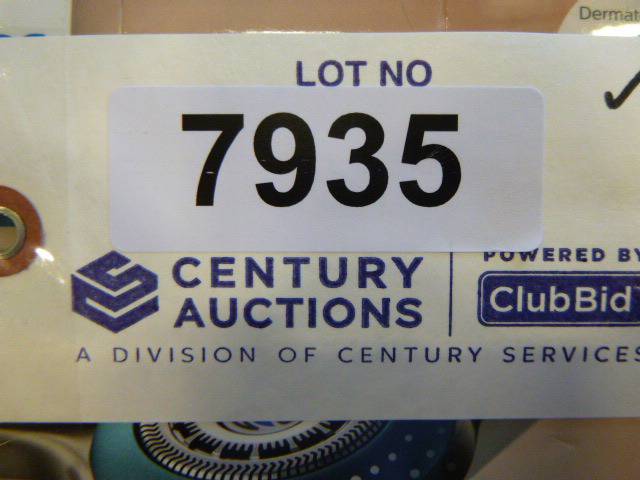 LOT NO
7935
CENTURY
AUCTIONS
POWERED BY
ClubBid
A DIVISION OF CENTURY SERVICES